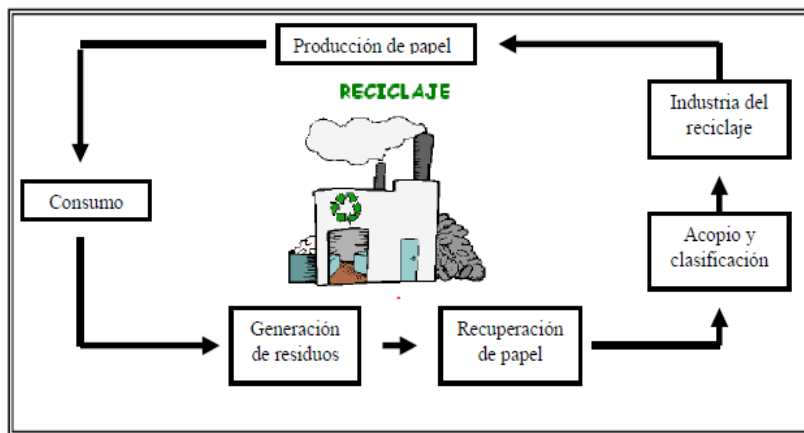 Producción de papel
RECICLAJE
Industria del
reciclaje
Consumo
Acopio y
clasificación
Generación
de residuos
Recuperación
de papel